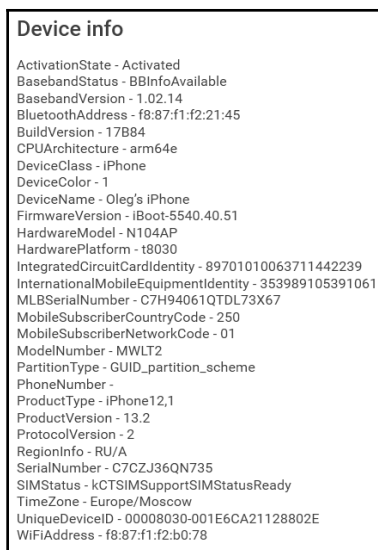 Device info
ActivationState - Activated
BasebandStatus - BBInfoAvailable
BasebandVersion - 1.02.14
BluetoothAddress - f8:87:f1:f2:21:45
BuildVersion - 17B84
CPUArchitecture - arm64e
DeviceClass - iPhone
DeviceColor - 1
DeviceName - Oleg’s iPhone
FirmwareVersion - iBoot-5540.40.51
HardwareModel - N104AP
HardwarePlatform - t8030
IntegratedCircuitCardIdentity - 89701010063711442239
InternationalMobileEquipmentIdentity - 353989105391061
MLBSerialNumber - C7H94061QTDL73X67
MobileSubscriberCountryCode - 250
MobileSubscriberNetworkCode - 01
ModelNumber - MWLT2
PartitionType - GUID_partition_scheme
PhoneNumber -
ProductType - iPhone12,1
ProductVersion - 13.2
ProtocolVersion - 2
RegionInfo - RU/A
SerialNumber - C7CZJ36QN735
SIMStatus - kCTSIMSupportSIMStatusReady
TimeZone - Europe/Moscow
UniqueDeviceID - 00008030-001E6CA21128802E
WiFiAddress - f8:87:f1:f2:b0:78